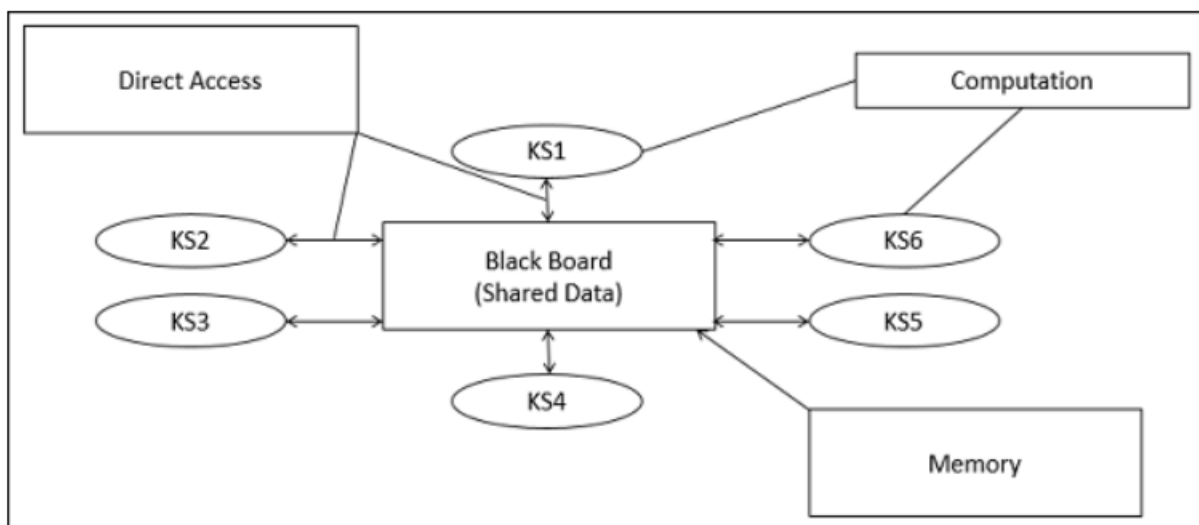 Direct Access
Computation
KS1
KS2
KS6
Black Board
(Shared Data)
KS3
KS5
KS4
Memory